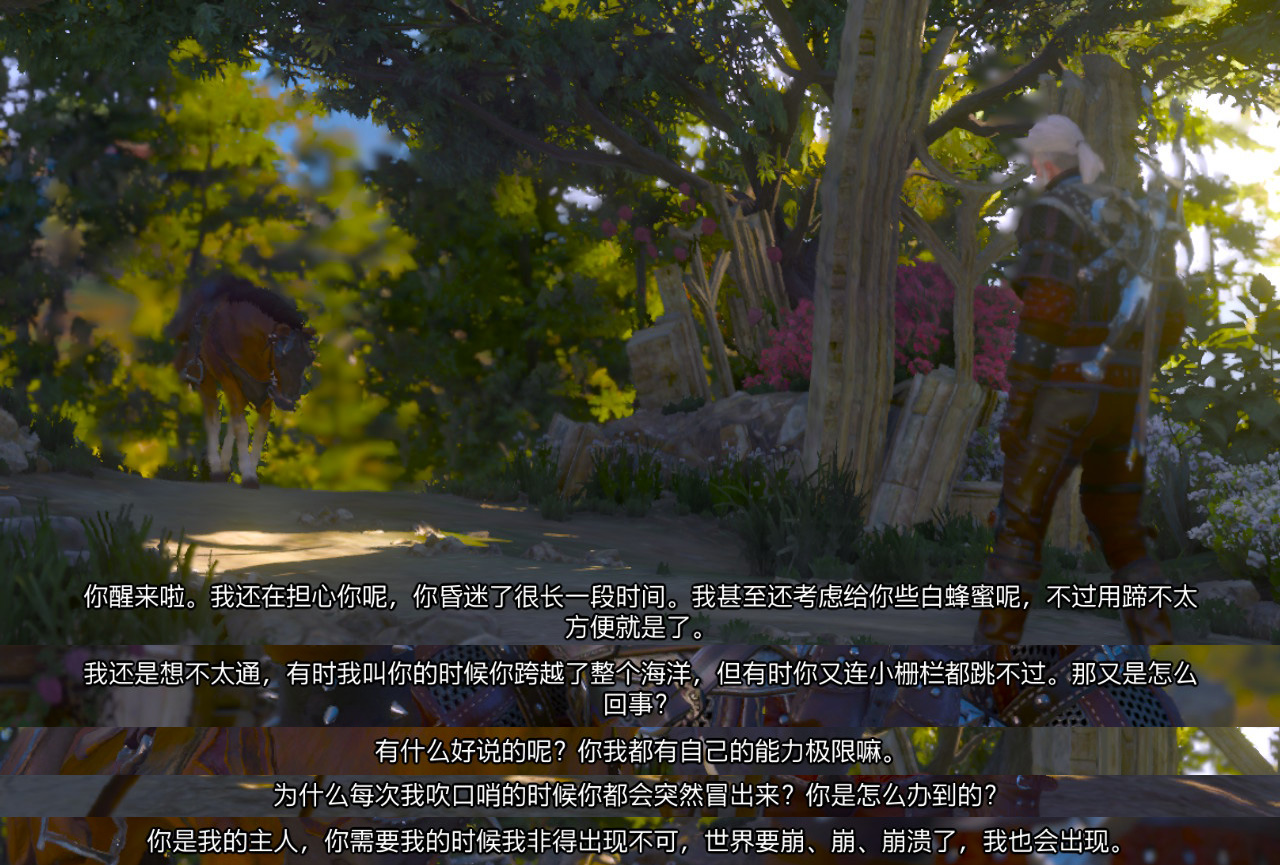 你醒来啦。我还在担心你呢，你昏迷了很长一段时间。我甚至还考虑给你些白蜂蜜呢，不过用蹄不太
方便就是了。
我还是想不太通，有时我叫你的时候你跨越了整个海洋，但有时你又连小栅栏都跳不过。那又是怎么
回事？
有什么好说的呢？你我都有自己的能力极限嘛。
为什么每次我吹口哨的时候你都会突然冒出来？你是怎么办到的？
你是我的主人，你需要我的时候我非得出现不可，世界要崩、崩、崩溃了，我也会出现。